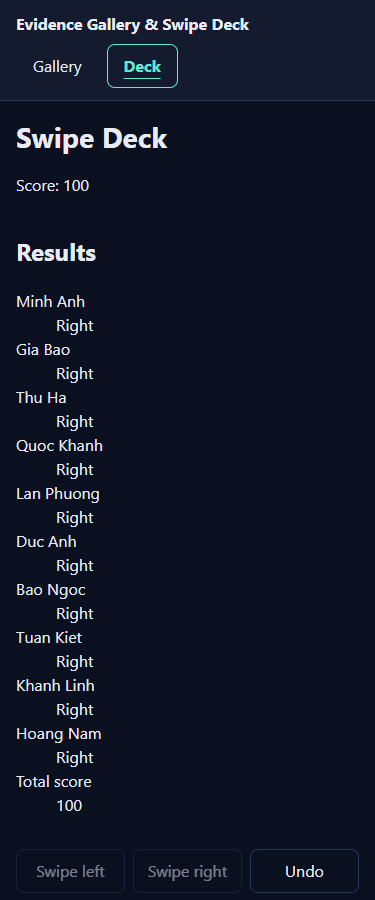 Evidence Gallery & Swipe Deck
Gallery Deck
Swipe Deck
Score: 100
Results
Minh Anh
Right
Gia Bao
Right
Thu Ha
Right
Quoc Khanh
Right
Lan Phuong
Right
Duc Anh
Right
Bao Ngoc
Right
Tuan Kiet
Right
Khanh Linh
Right
Hoang Nam
Right
Total score
100
Swipe left Swipe right Undo